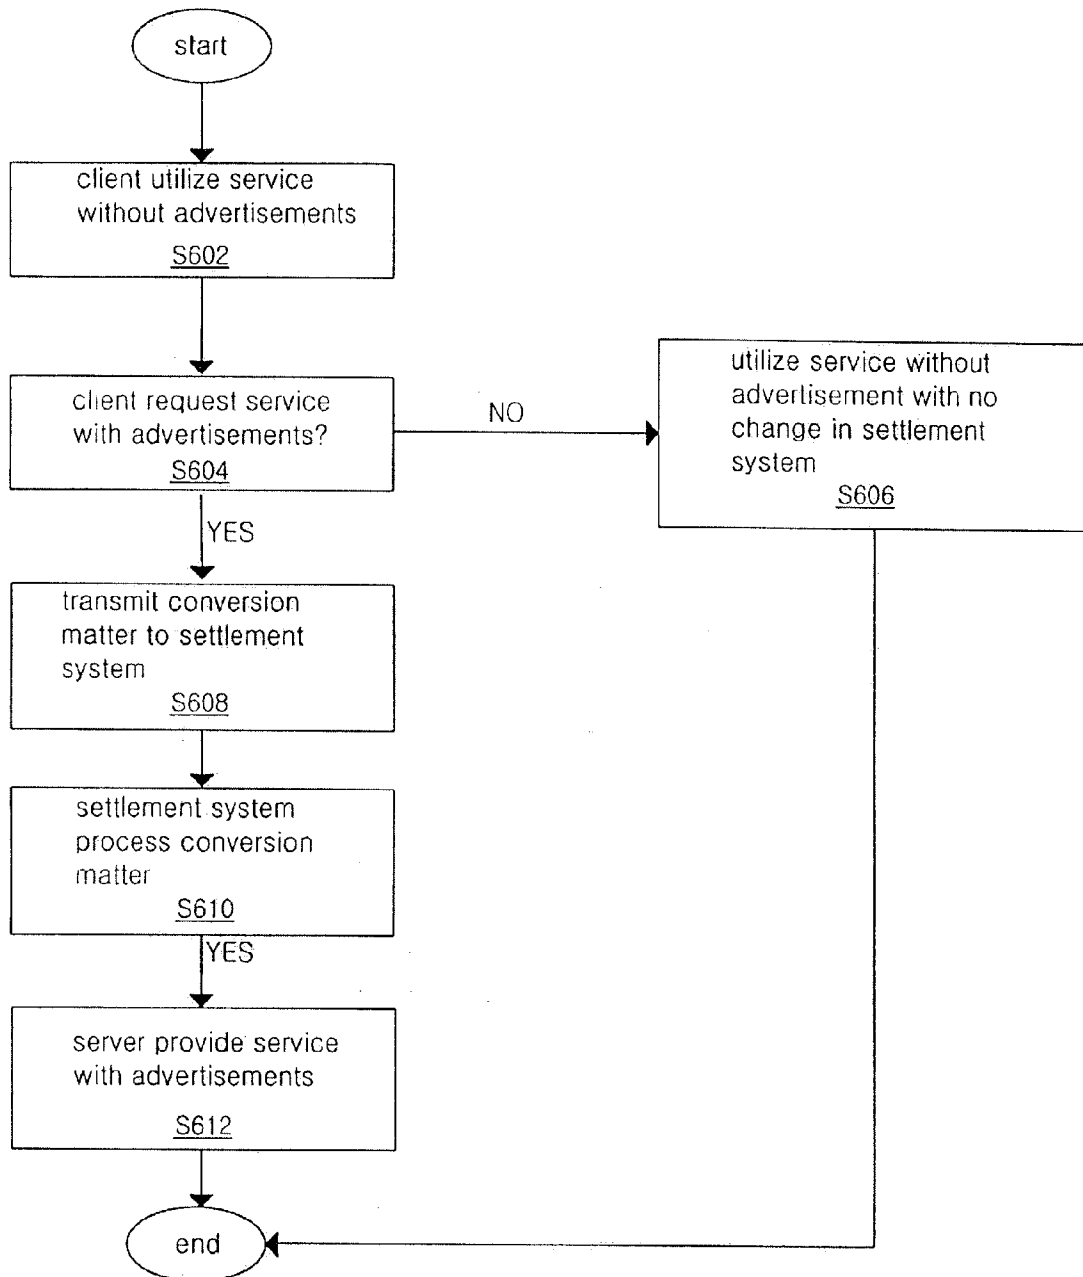 start
client utilize service
without advertisements
S602
client request service
with advertisements?
S604
NO
utilize service without
advertisement with no
change in settlement
system
S606
YES
transmit conversion
matter to settlement
system
S608
settlement system
process conversion
matter
S610
YES
server provide service
with advertisements
S612
end